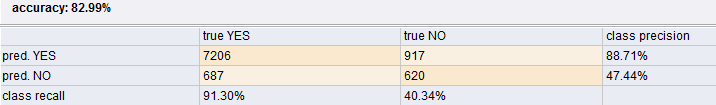 accuracy: 82.99%
true YES true NO class precision
pred. YES 7206 917 88.71%
pred. NO 687 620 47.44%
class recall 91.30% 40.34%